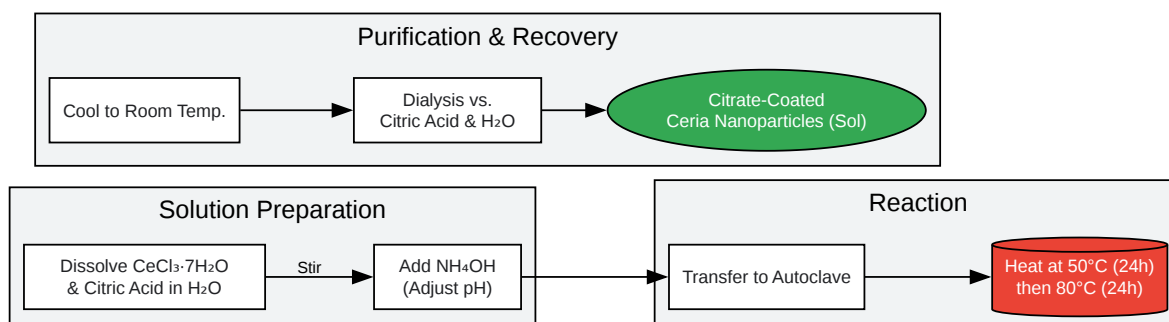 Purification & Recovery
Cool to Room Temp.
Dialysis vs.
Citric Acid & H₂O
Citrate-Coated
Ceria Nanoparticles (Sol)
Solution Preparation
Dissolve CeCl₃·7H₂O
& Citric Acid in H₂O
Stir
Add NH₄OH
(Adjust pH)
Reaction
Transfer to Autoclave
Heat at 50°C (24h)
then 80°C (24h)